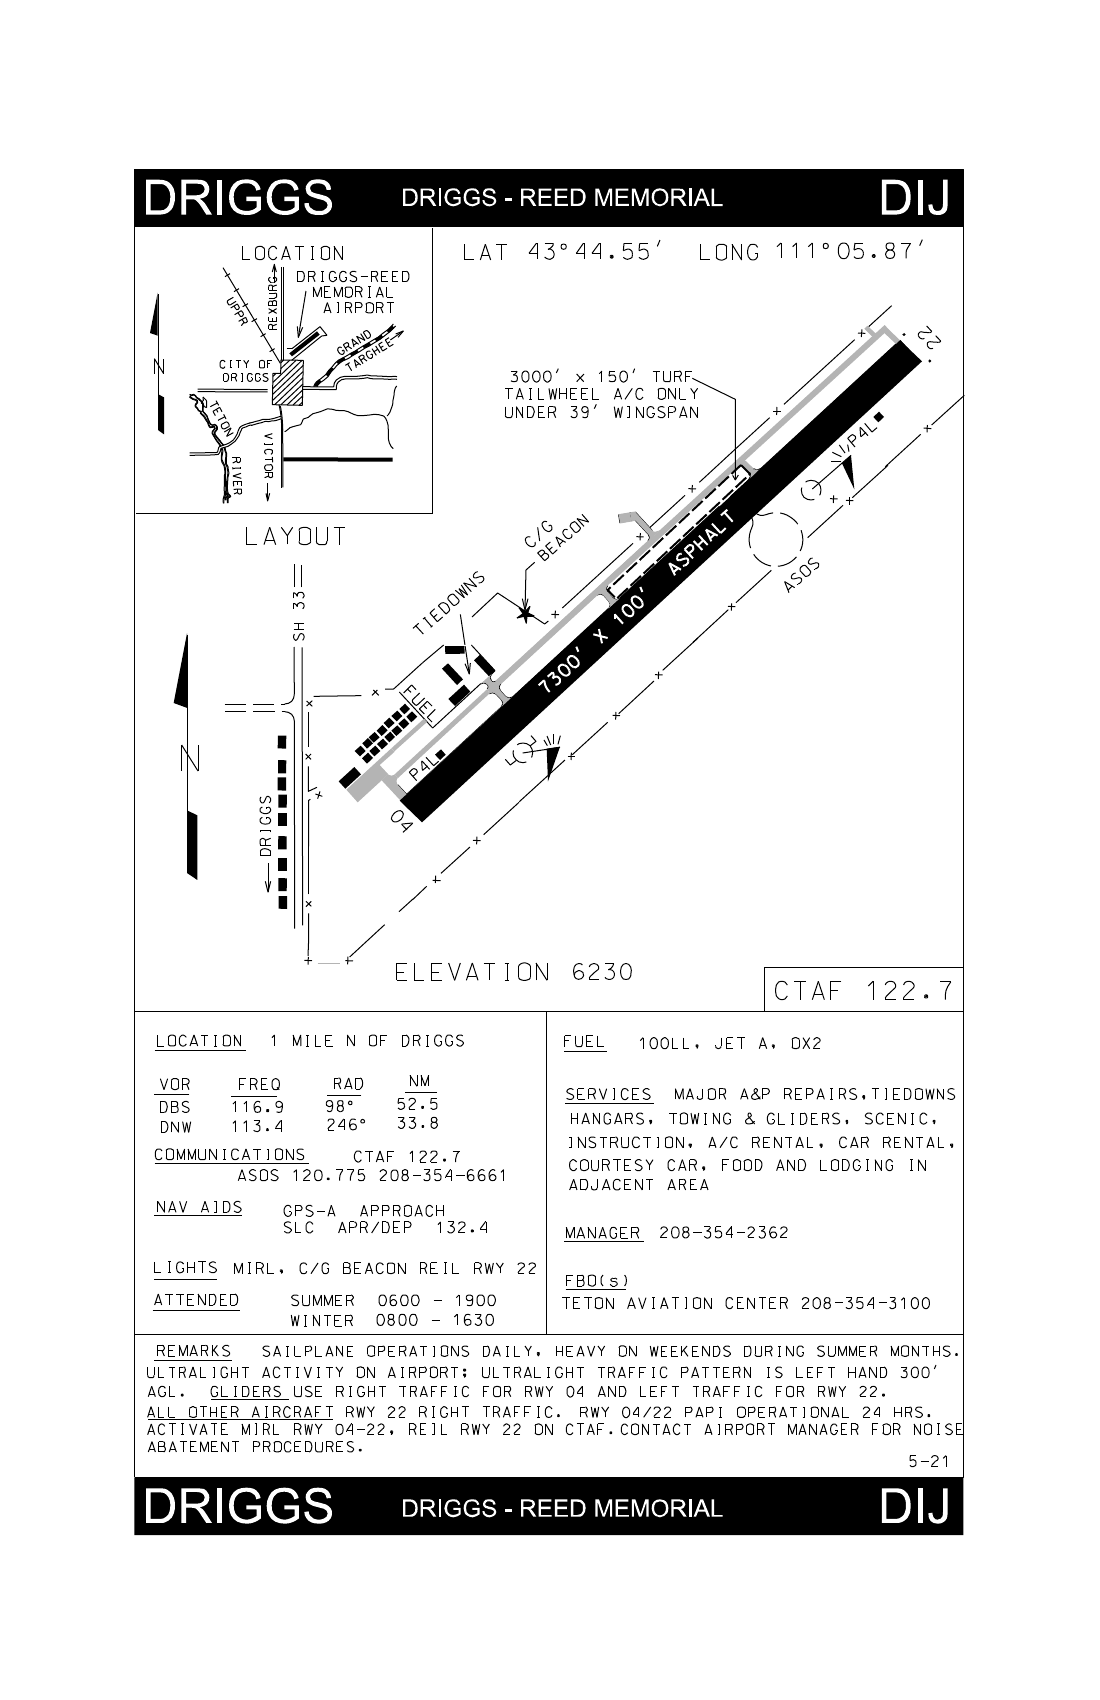 DRIGGS DRIGGS - REED MEMORIAL DIJ
LOCATION
REXBURG
UPPR
DRIGGS-REED
MEMORIAL
AIRPORT
GRAND
TARGHEE
N
CITY OF
DRIGGS
TETON
RIVER
VICTOR
LAT 43°44.55' LONG 111°05.87'
22
3000' x 150' TURF
TAILWHEEL A/C ONLY
UNDER 39' WINGSPAN
P4L
LAYOUT
C/G
BEACON
ASPHALT
ASOS
TIEDOWNS
7300' X 100'
SH 33
FUEL
N
P4L
04
DRIGGS
ELEVATION 6230
CTAF 122.7
LOCATION 1 MILE N OF DRIGGS
VOR FREQ RAD NM
DBS 116.9 98° 52.5
DNW 113.4 246° 33.8
COMMUNICATIONS CTAF 122.7
ASOS 120.775 208-354-6661
NAV AIDS GPS-A APPROACH
SLC APR/DEP 132.4
LIGHTS MIRL, C/G BEACON REIL RWY 22
ATTENDED SUMMER 0600 - 1900
WINTER 0800 - 1630
FUEL 100LL, JET A, OX2
SERVICES MAJOR A&P REPAIRS,TIEDOWNS
HANGARS, TOWING & GLIDERS, SCENIC,
INSTRUCTION, A/C RENTAL, CAR RENTAL,
COURTESY CAR, FOOD AND LODGING IN
ADJACENT AREA
MANAGER 208-354-2362
FBO(s)
TETON AVIATION CENTER 208-354-3100
REMARKS SAILPLANE OPERATIONS DAILY, HEAVY ON WEEKENDS DURING SUMMER MONTHS.
ULTRALIGHT ACTIVITY ON AIRPORT; ULTRALIGHT TRAFFIC PATTERN IS LEFT HAND 300'
AGL. GLIDERS USE RIGHT TRAFFIC FOR RWY 04 AND LEFT TRAFFIC FOR RWY 22.
ALL OTHER AIRCRAFT RWY 22 RIGHT TRAFFIC. RWY 04/22 PAPI OPERATIONAL 24 HRS.
ACTIVATE MIRL RWY 04-22, REIL RWY 22 ON CTAF.CONTACT AIRPORT MANAGER FOR NOISE
ABATEMENT PROCEDURES.
5-21
DRIGGS DRIGGS - REED MEMORIAL DIJ